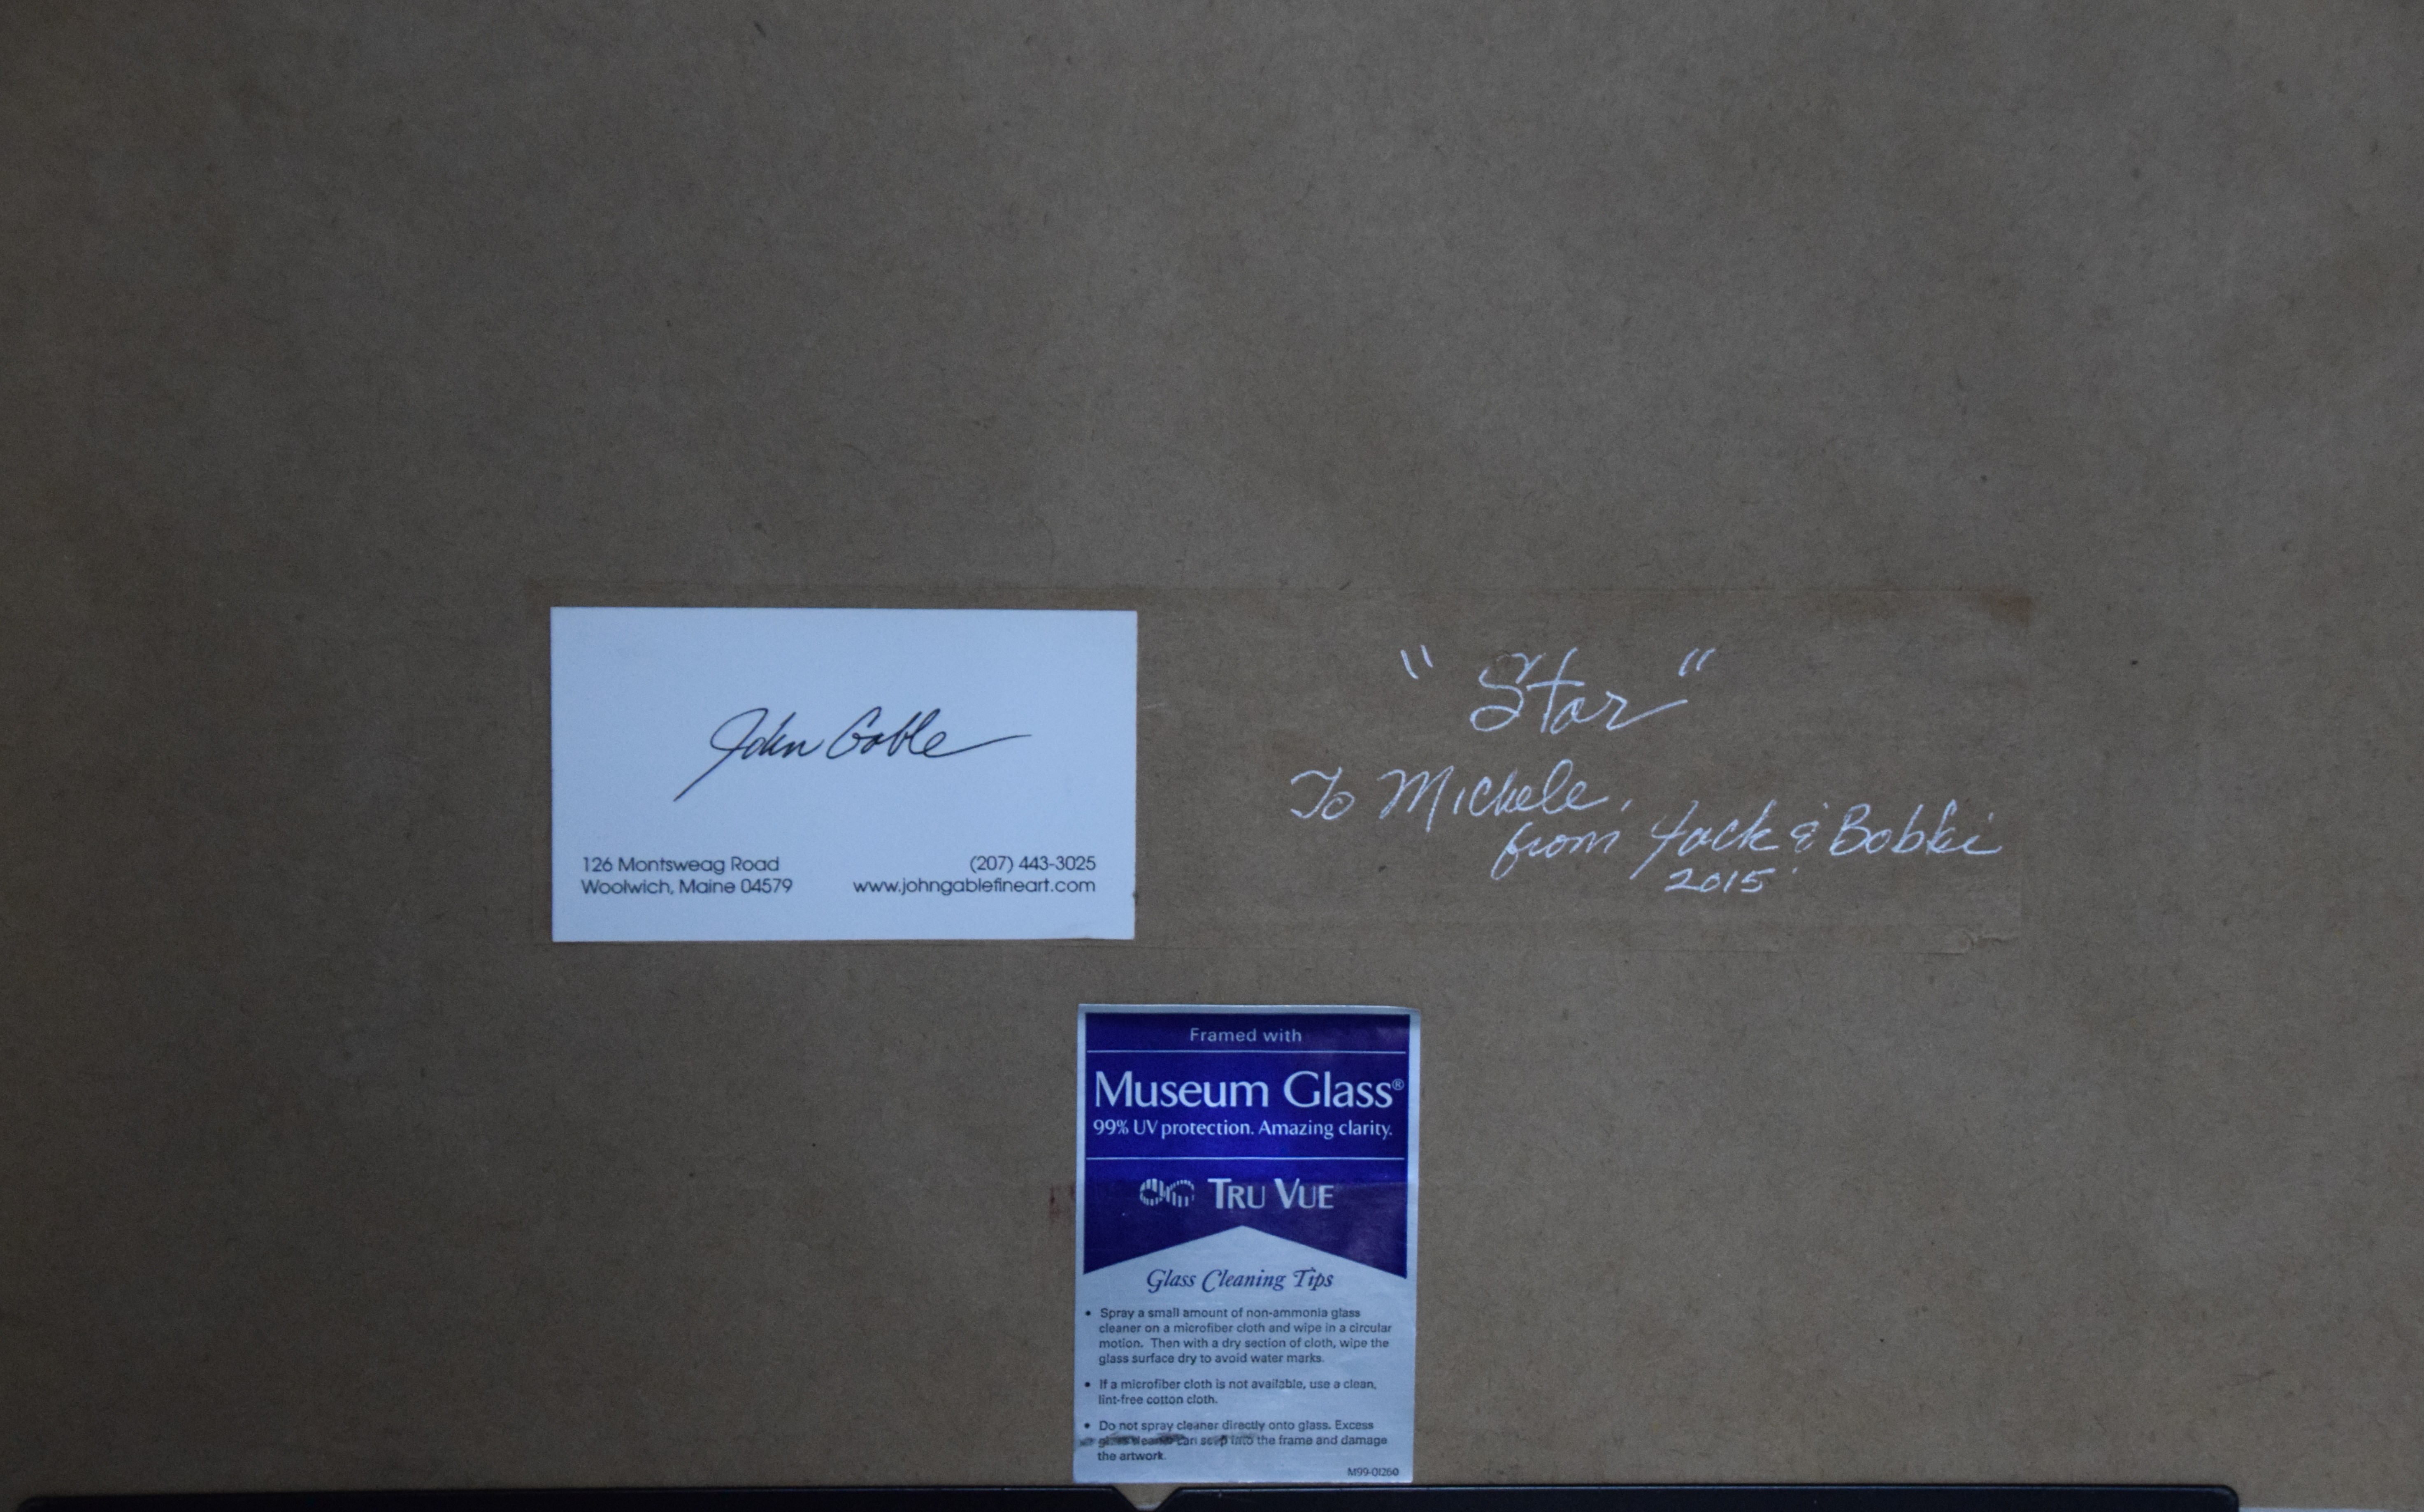 John Gable
126 Montsweag Road
Woolwich, Maine 04579
(207) 443-3025
www.johngablefineart.com
"Star"
To Michele,
from Jack & Bobbi
2015
Framed with
Museum Glass®
99% UV protection. Amazing clarity.
TRU VUE
Glass Cleaning Tips
• Spray a small amount of non-ammonia glass
cleaner on a microfiber cloth and wipe in a circular
motion. Then with a dry section of cloth, wipe the
glass surface dry to avoid water marks.
• If a microfiber cloth is not available, use a clean,
lint-free cotton cloth.
• Do not spray cleaner directly onto glass. Excess
glass cleaner can seep into the frame and damage
the artwork.
M99-01260